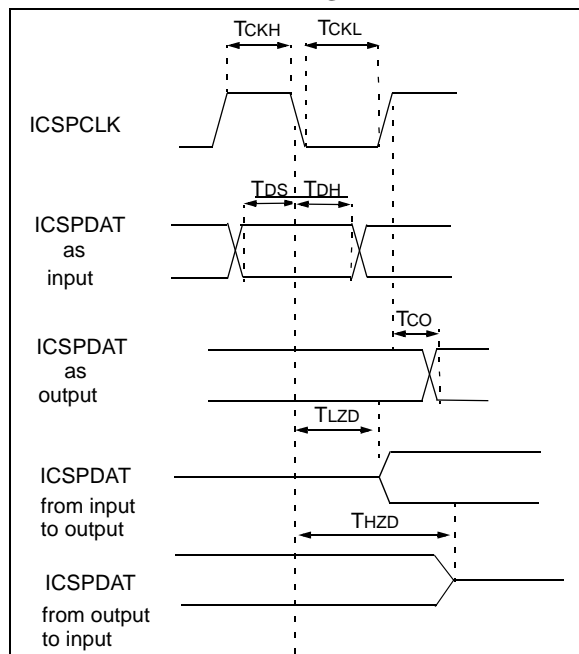 TCKH TCKL
ICSPCLK
TDS TDH
ICSPDAT
as
input
TCO
ICSPDAT
as
output
TLZD
ICSPDAT
from input
to output
THZD
ICSPDAT
from output
to input